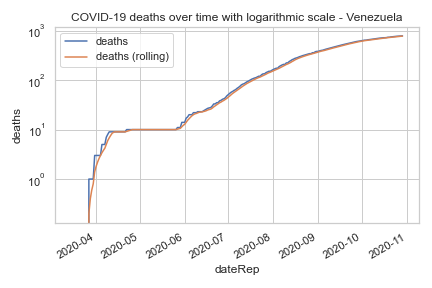 COVID-19 deaths over time with logarithmic scale - Venezuela
deaths
deaths (rolling)
deaths
10³
10²
10¹
10⁰
2020-04
2020-05
2020-06
2020-07
2020-08
2020-09
2020-10
2020-11
dateRep